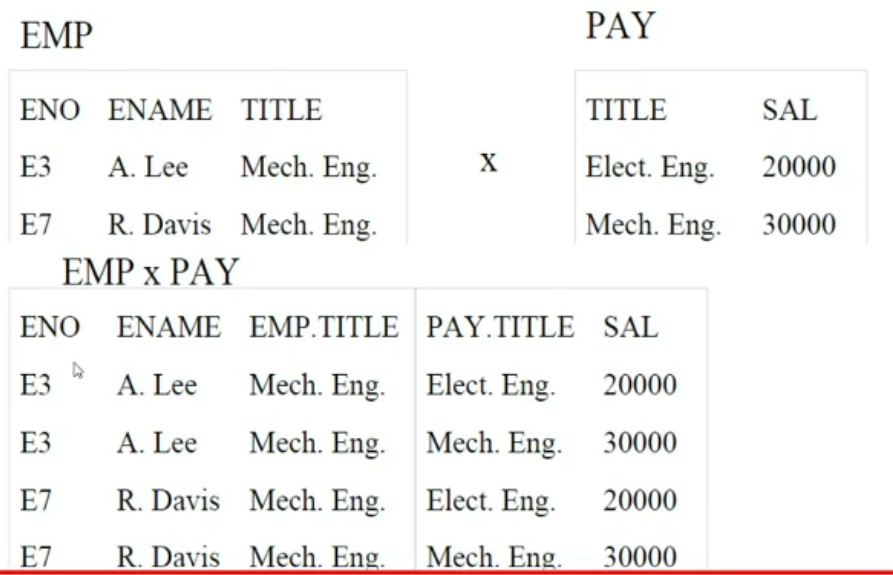 EMP
PAY
ENO ENAME TITLE
TITLE SAL
E3 A. Lee Mech. Eng.
x
Elect. Eng. 20000
E7 R. Davis Mech. Eng.
Mech. Eng. 30000
EMP x PAY
ENO ENAME EMP.TITLE PAY.TITLE SAL
E3 A. Lee Mech. Eng. Elect. Eng. 20000
E3 A. Lee Mech. Eng. Mech. Eng. 30000
E7 R. Davis Mech. Eng. Elect. Eng. 20000
E7 R. Davis Mech. Eng. Mech. Eng. 30000